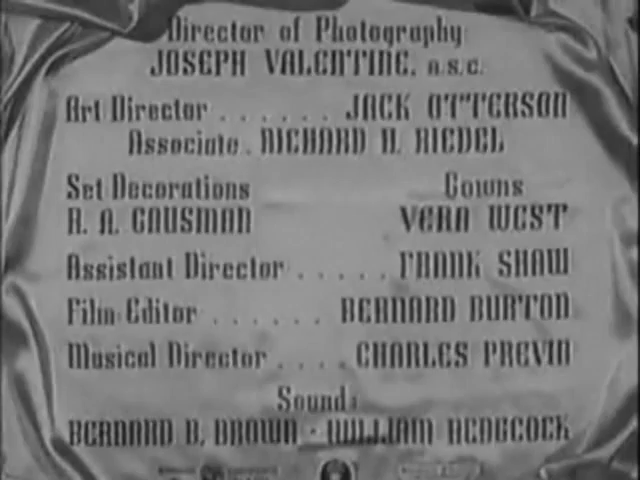 Director of Photography
JOSEPH VALENTINE, A.S.C.
Art Director . . . . . . JACK OTTERSON
Associate . RICHARD H. RIEDEL
Set Decorations Gowns
R. A. GAUSMAN VERA WEST
Assistant Director . . . . . FRANK SHAW
Film Editor . . . . . . BERNARD BURTON
Musical Director . . . . CHARLES PREVIN
Sound:
BERNARD B. BROWN - WILLIAM HEDGCOCK